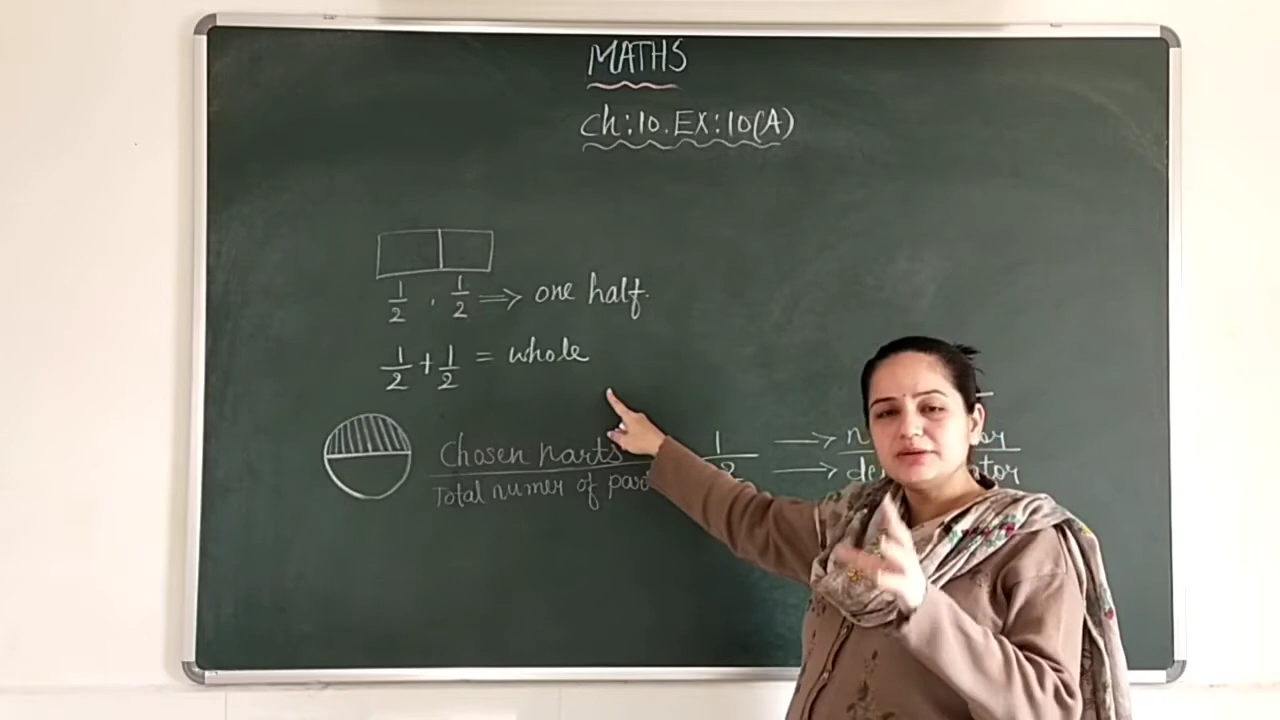 MATHS
Ch:10. EX:10(A)
1/2 , 1/2 ⇒ one half.
1/2 + 1/2 = whole
Chosen parts
Total numer of
1 →
2 →